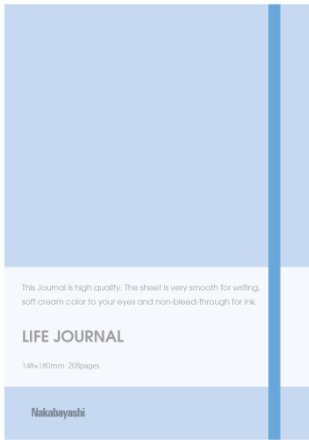 This Journal is high quality. The sheet is very smooth for writing,
soft cream color to your eyes and non-bleed-through for ink.
LIFE JOURNAL
148×180mm 208pages
Nakabayashi